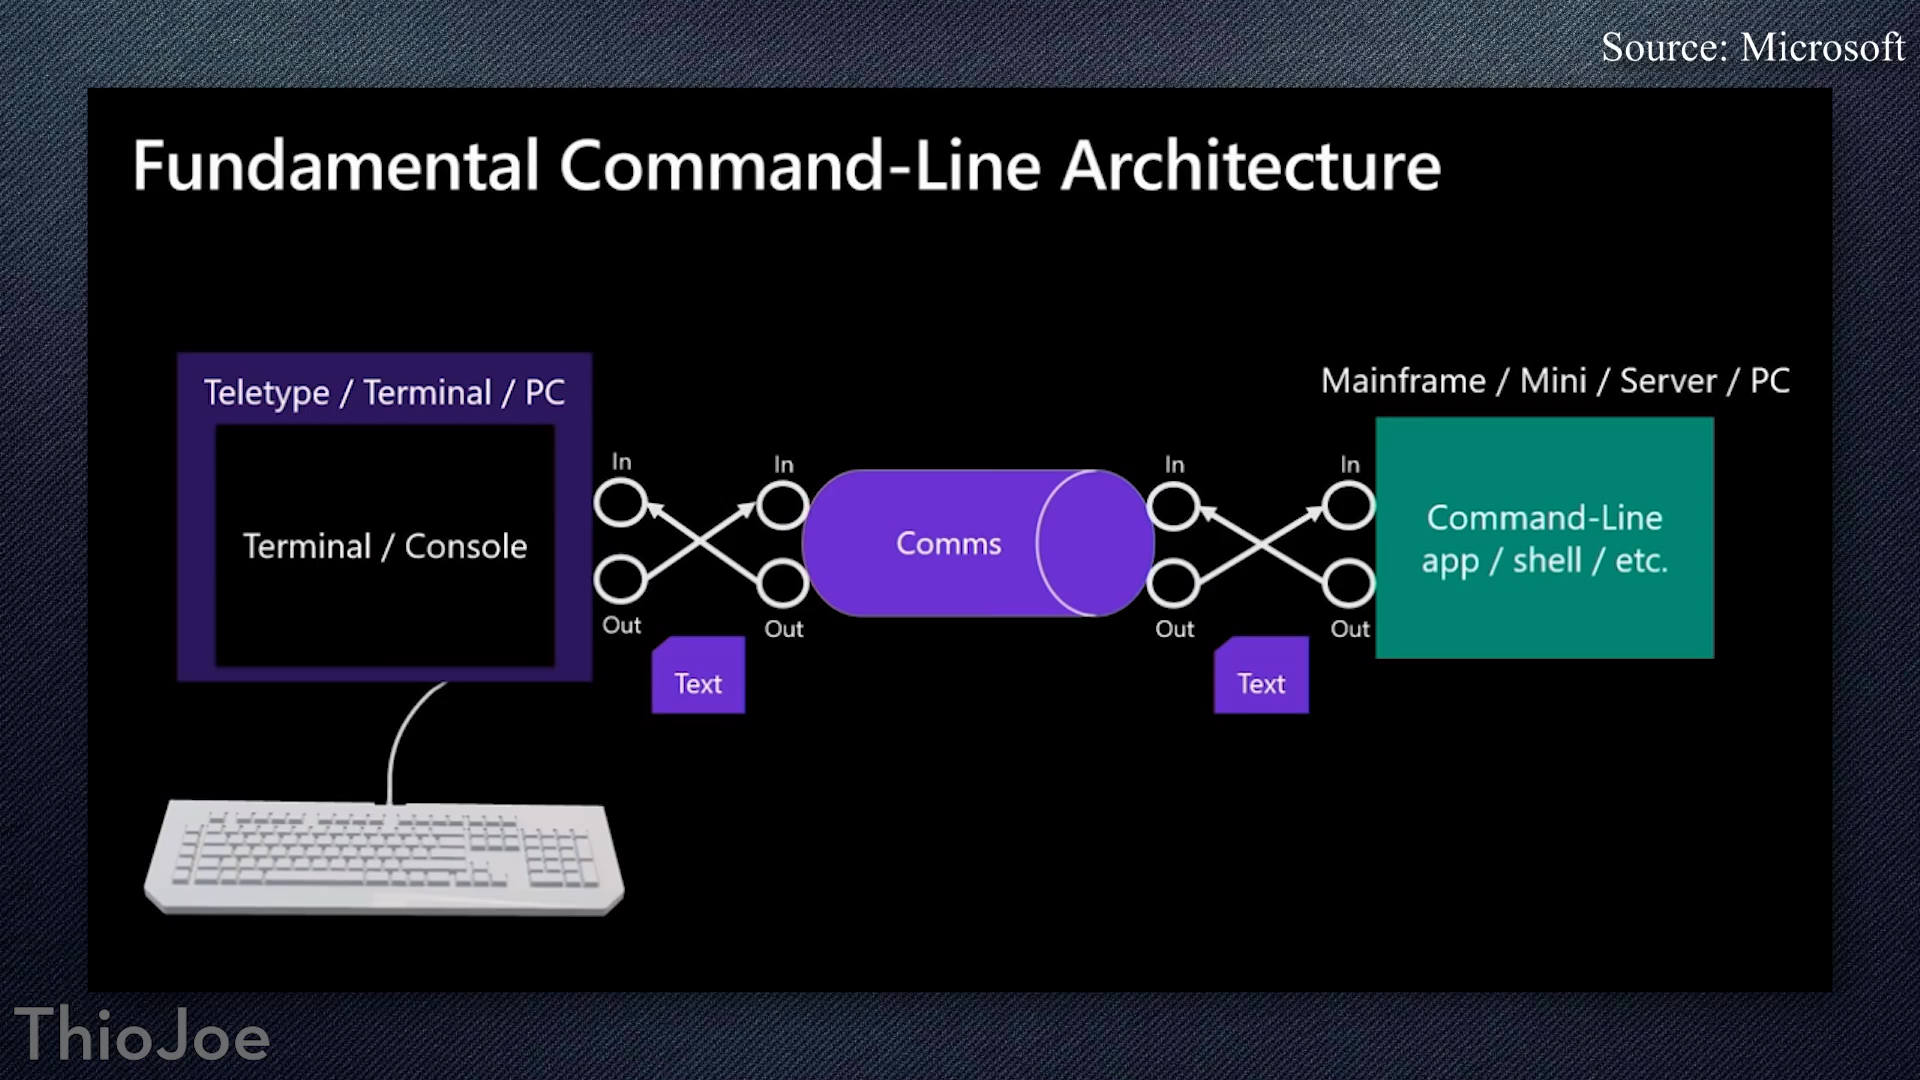 Source: Microsoft
Fundamental Command-Line Architecture
Teletype / Terminal / PC
Terminal / Console
In
Out
In
Out
Text
Comms
In
Out
In
Out
Text
Mainframe / Mini / Server / PC
Command-Line
app / shell / etc.
ThioJoe